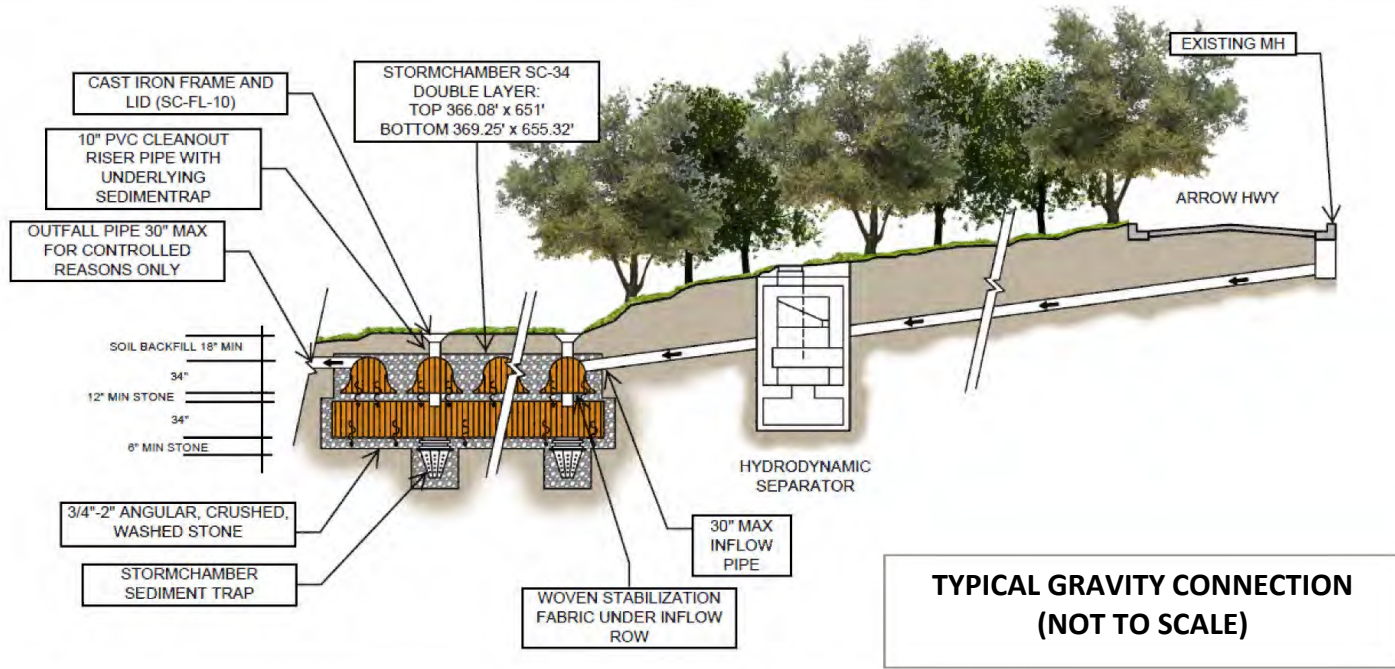 EXISTING MH
CAST IRON FRAME AND
LID (SC-FL-10)
STORMCHAMBER SC-34
DOUBLE LAYER:
TOP 366.08' x 651'
BOTTOM 369.25' x 655.32'
10" PVC CLEANOUT
RISER PIPE WITH
UNDERLYING
SEDIMENTRAP
ARROW HWY
OUTFALL PIPE 30" MAX
FOR CONTROLLED
REASONS ONLY
SOIL BACKFILL 18" MIN
34"
12" MIN STONE
34"
6" MIN STONE
HYDRODYNAMIC
SEPARATOR
3/4"-2" ANGULAR, CRUSHED,
WASHED STONE
30" MAX
INFLOW
PIPE
STORMCHAMBER
SEDIMENT TRAP
WOVEN STABILIZATION
FABRIC UNDER INFLOW
ROW
TYPICAL GRAVITY CONNECTION
(NOT TO SCALE)